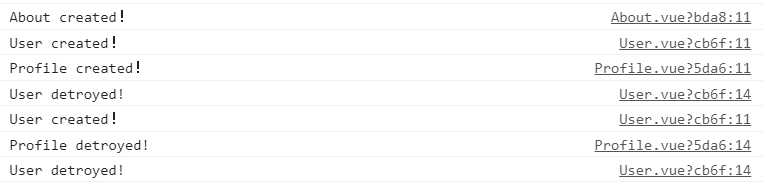 About created! About.vue?bda8:11
User created! User.vue?cb6f:11
Profile created! Profile.vue?5da6:11
User detroyed! User.vue?cb6f:14
User created! User.vue?cb6f:11
Profile detroyed! Profile.vue?5da6:14
User detroyed! User.vue?cb6f:14